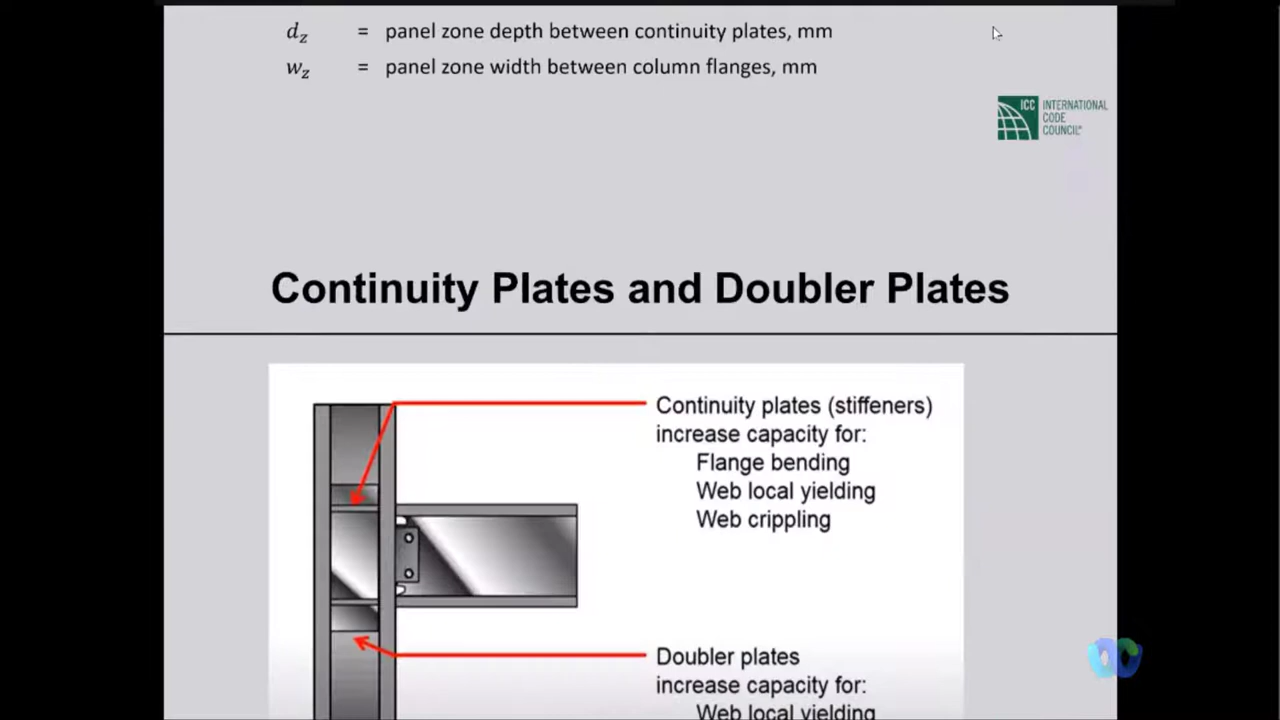 d_z = panel zone depth between continuity plates, mm
w_z = panel zone width between column flanges, mm
ICC INTERNATIONAL
CODE
COUNCIL
Continuity Plates and Doubler Plates
Continuity plates (stiffeners)
increase capacity for:
Flange bending
Web local yielding
Web crippling
Doubler plates
increase capacity for:
Web local yielding